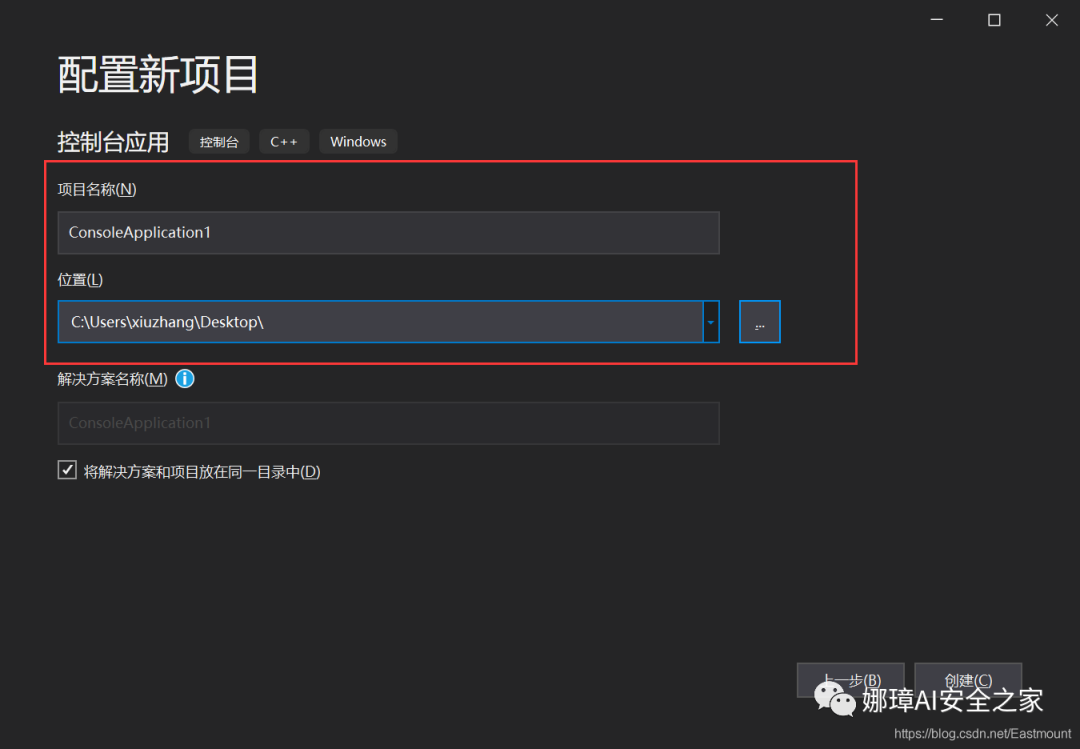 配置新项目
控制台应用 控制台 C++ Windows
项目名称(N)
ConsoleApplication1
位置(L)
C:\Users\xiuzhang\Desktop\
...
解决方案名称(M)
ConsoleApplication1
将解决方案和项目放在同一目录中(D)
上一步(B) 创建(C)
娜璋AI安全之家
https://blog.csdn.net/Eastmount